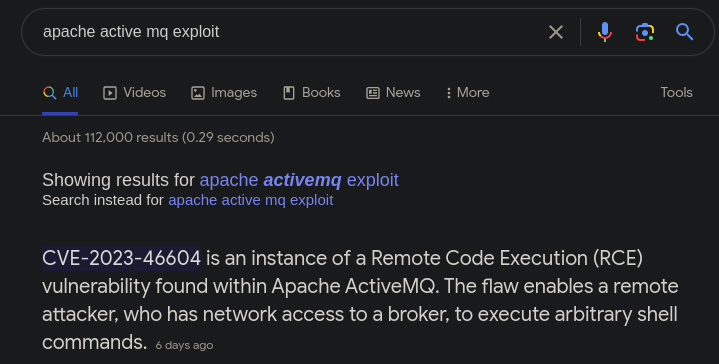 apache active mq exploit
All Videos Images Books News More Tools
About 112,000 results (0.29 seconds)
Showing results for apache activemq exploit
Search instead for apache active mq exploit
CVE-2023-46604 is an instance of a Remote Code Execution (RCE)
vulnerability found within Apache ActiveMQ. The flaw enables a remote
attacker, who has network access to a broker, to execute arbitrary shell
commands. 6 days ago